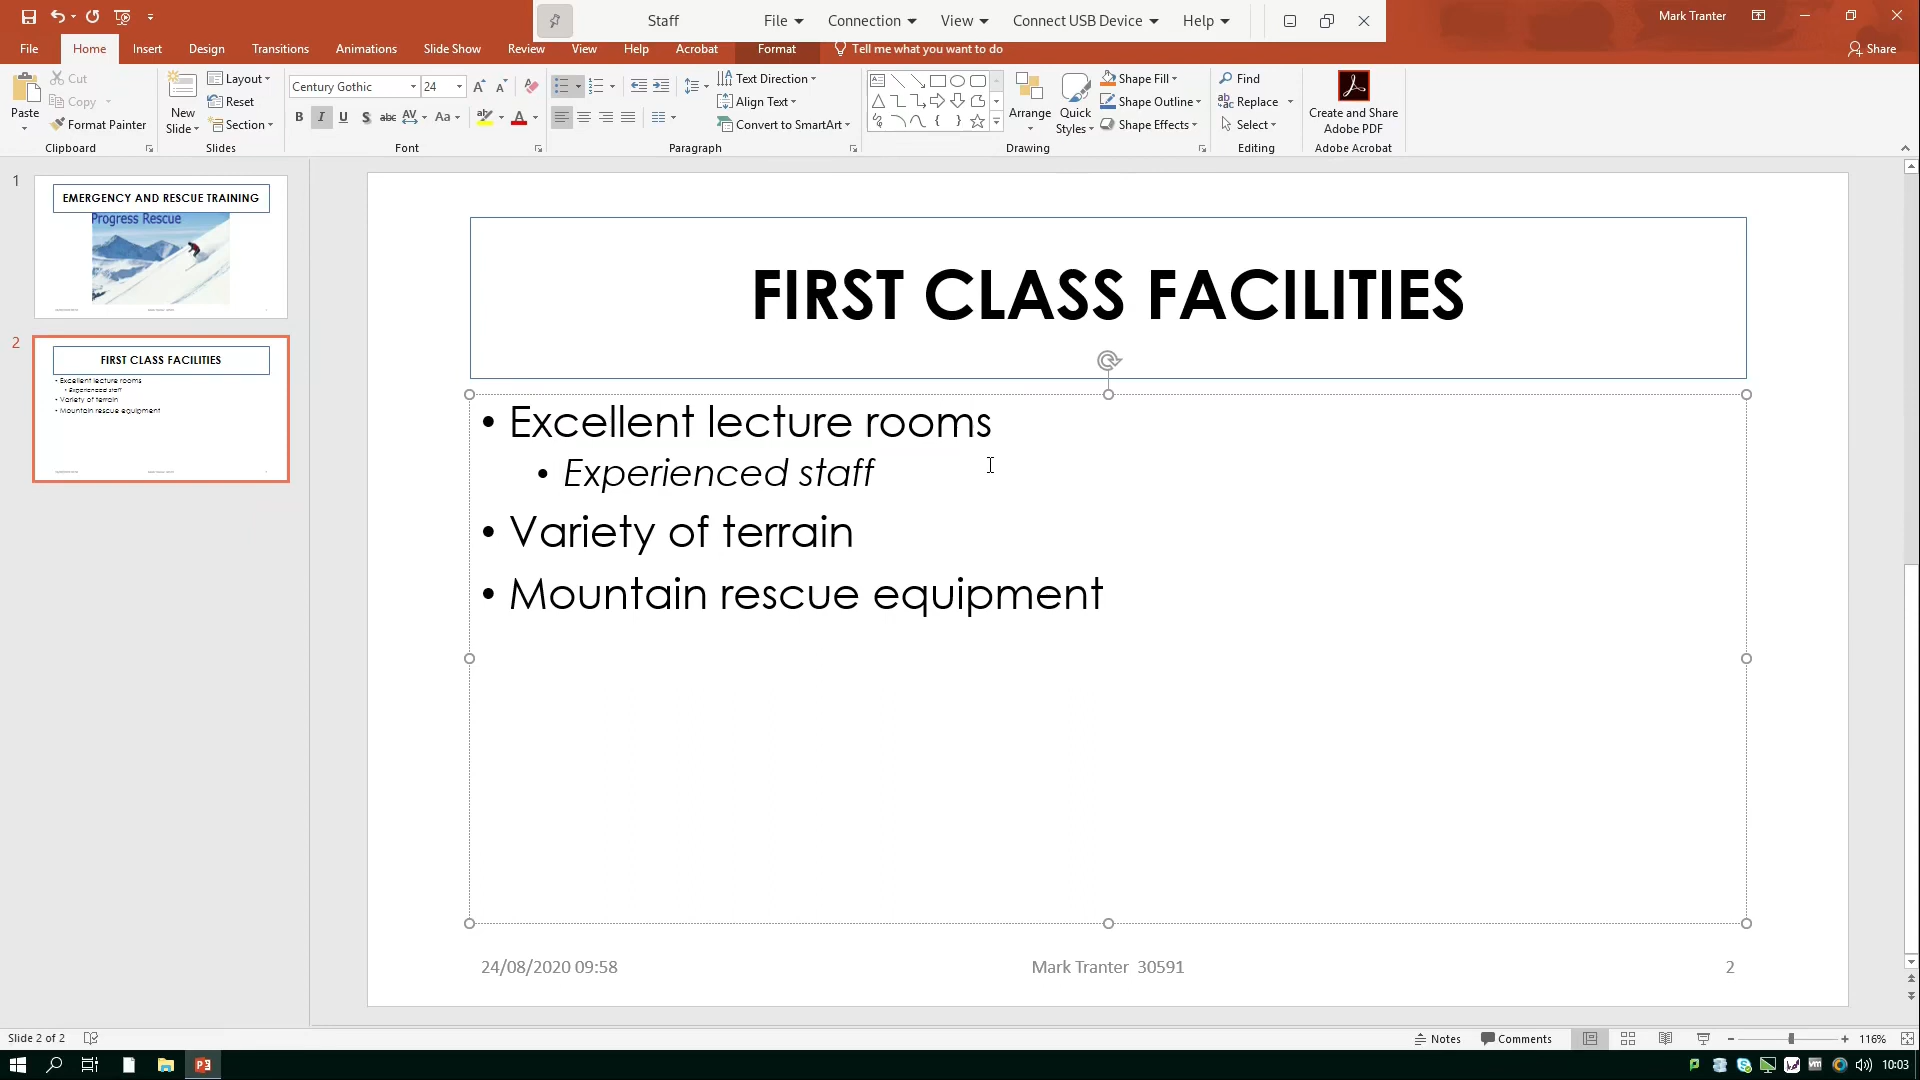 Staff
File
Connection
View
Connect USB Device
Help
Mark Tranter
File
Home
Insert
Design
Transitions
Animations
Slide Show
Review
View
Help
Acrobat
Format
Tell me what you want to do
Share
Paste
Cut
Copy
Format Painter
Clipboard
New
Slide
Layout
Reset
Section
Slides
Century Gothic
24
B I U S abc AV Aa A
Font
Text Direction
Align Text
Convert to SmartArt
Paragraph
Arrange
Quick
Styles
Shape Fill
Shape Outline
Shape Effects
Drawing
Find
Replace
Select
Editing
Create and Share
Adobe PDF
Adobe Acrobat
1
EMERGENCY AND RESCUE TRAINING
Progress Rescue
2
FIRST CLASS FACILITIES
• Excellent lecture rooms
• Experienced staff
• Variety of terrain
• Mountain rescue equipment
FIRST CLASS FACILITIES
• Excellent lecture rooms
• Experienced staff
• Variety of terrain
• Mountain rescue equipment
24/08/2020 09:58
Mark Tranter 30591
2
Slide 2 of 2
Notes
Comments
116%
10:03